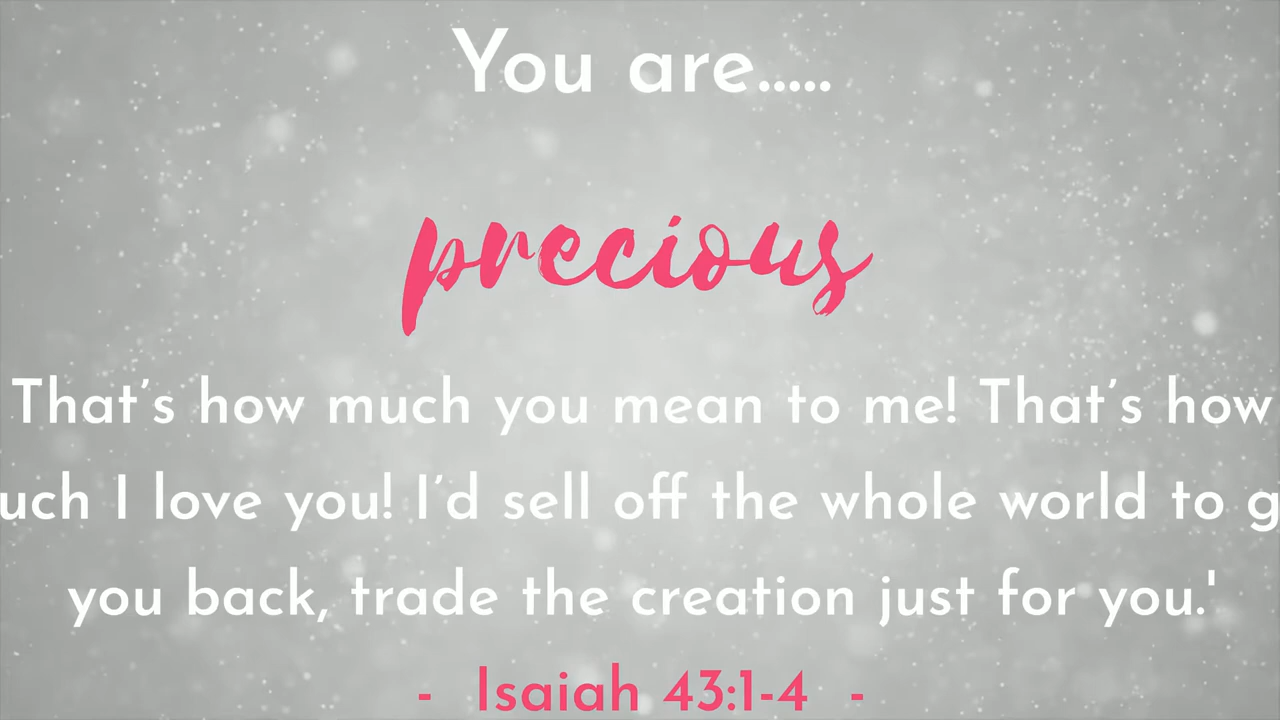 You are.....
precious
That’s how much you mean to me! That’s how
uch I love you! I’d sell off the whole world to g
you back, trade the creation just for you.'
- Isaiah 43:1-4 -